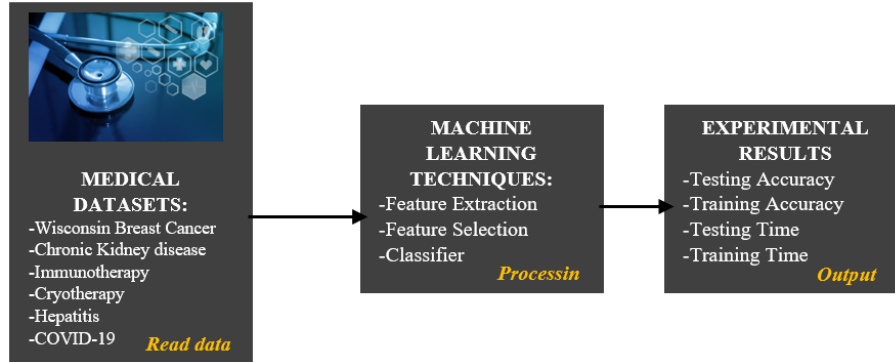 MEDICAL
DATASETS:
-Wisconsin Breast Cancer
-Chronic Kidney disease
-Immunotherapy
-Cryotherapy
-Hepatitis
-COVID-19
Read data
MACHINE
LEARNING
TECHNIQUES:
-Feature Extraction
-Feature Selection
-Classifier
Processin
EXPERIMENTAL
RESULTS
-Testing Accuracy
-Training Accuracy
-Testing Time
-Training Time
Output